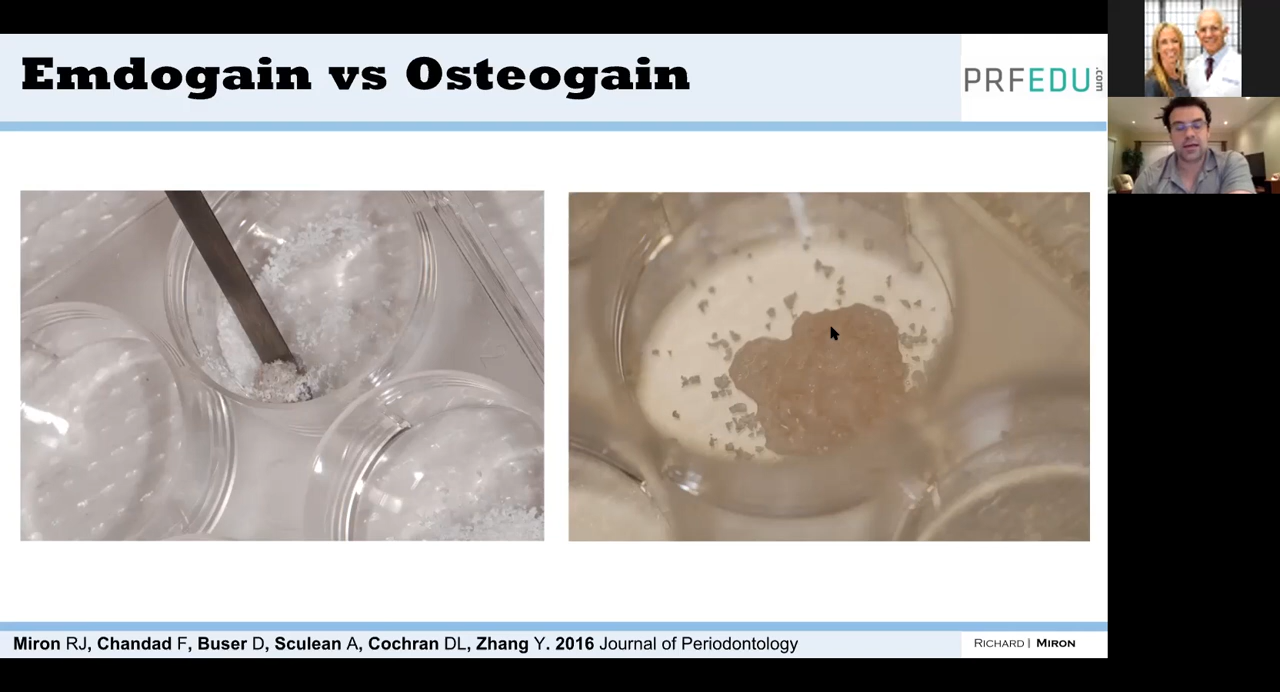 Emdogain vs Osteogain
PRFEDU.com
Miron RJ, Chandad F, Buser D, Sculean A, Cochran DL, Zhang Y. 2016 Journal of Periodontology
RICHARD | MIRON